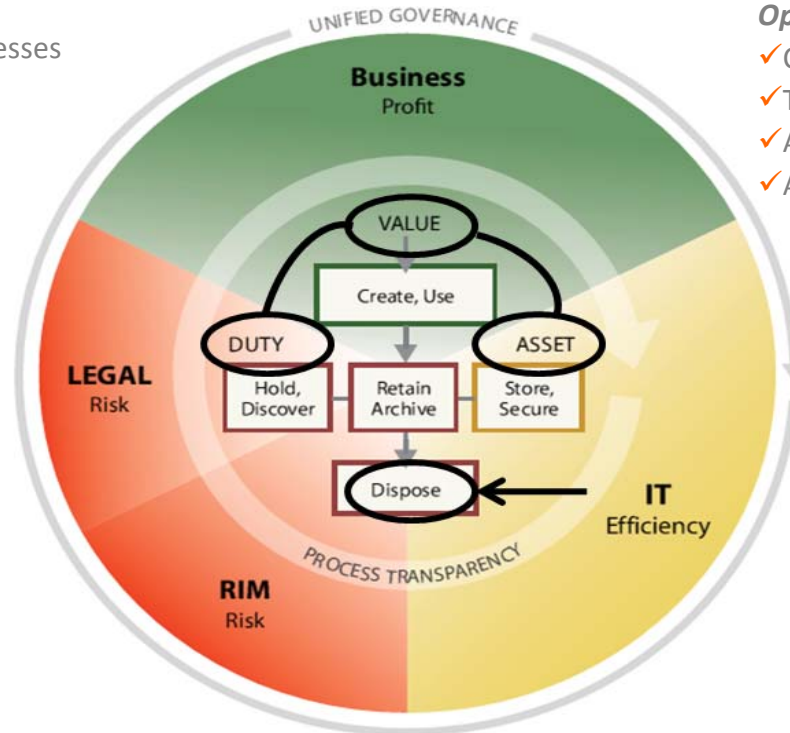 UNIFIED GOVERNANCE
esses
Op
✓C
✓T
✓A
✓A
Business
Profit
VALUE
Create, Use
DUTY
ASSET
LEGAL
Risk
Hold,
Discover
Retain
Archive
Store,
Secure
Dispose
IT
Efficiency
PROCESS TRANSPARENCY
RIM
Risk